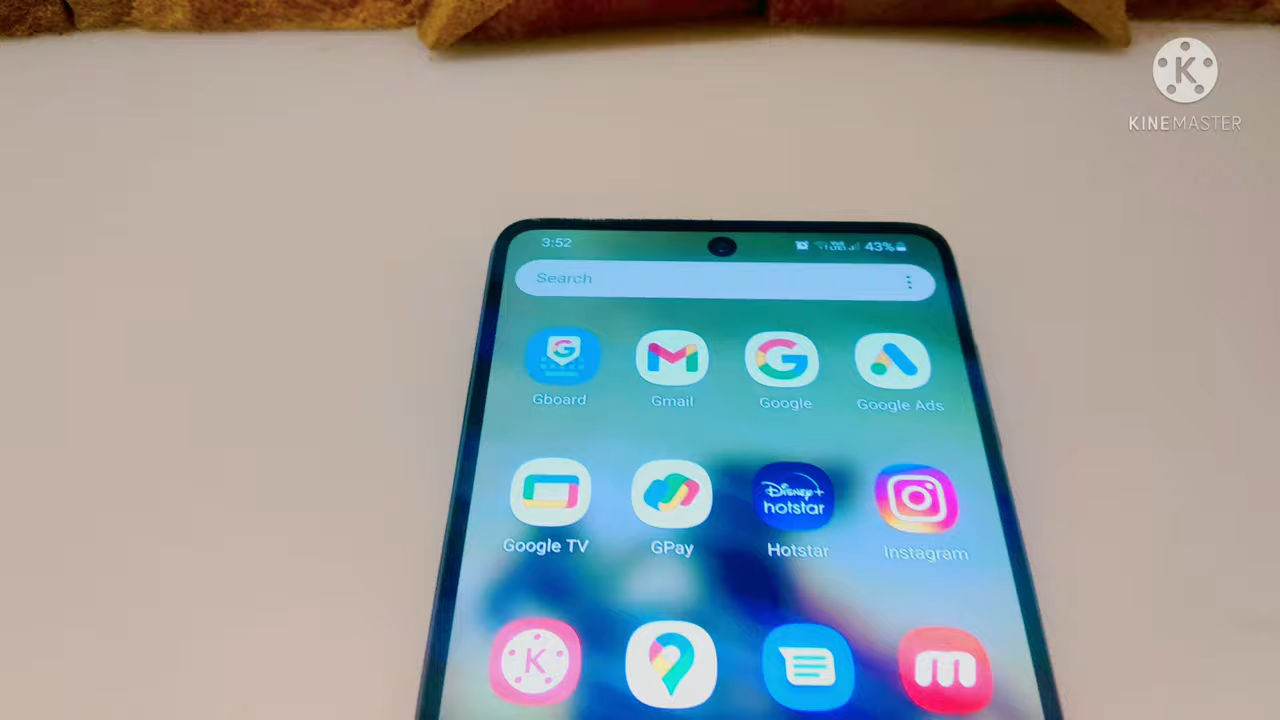 K
KINEMASTER
3:52
43%
Search
G
Gboard
M
Gmail
G
Google
Google Ads
Google TV
GPay
Disney+
hotstar
Hotstar
Instagram
K
m